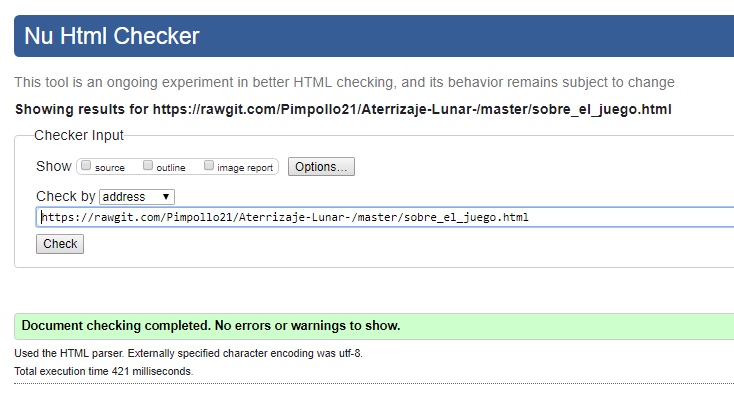 Nu Html Checker
This tool is an ongoing experiment in better HTML checking, and its behavior remains subject to change
Showing results for https://rawgit.com/Pimpollo21/Aterrizaje-Lunar-/master/sobre_el_juego.html
Checker Input
Show source outline image report Options...
Check by address
https://rawgit.com/Pimpollo21/Aterrizaje-Lunar-/master/sobre_el_juego.html
Check
Document checking completed. No errors or warnings to show.
Used the HTML parser. Externally specified character encoding was utf-8.
Total execution time 421 milliseconds.